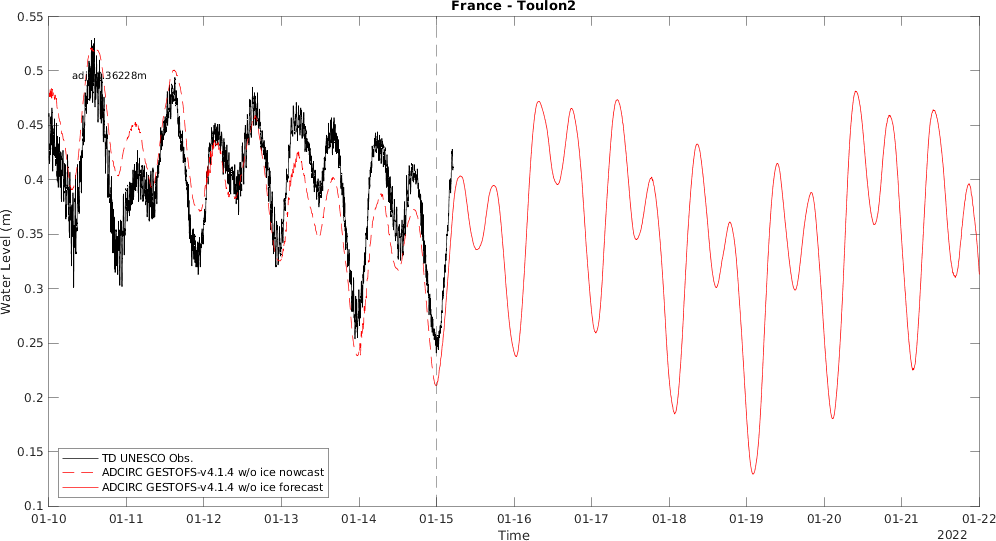 France - Toulon2
0.55
0.5
0.45
0.4
0.35
0.3
0.25
0.2
0.15
0.1
Water Level (m)
36228m
TD UNESCO Obs.
ADCIRC GESTOFS-v4.1.4 w/o ice nowcast
ADCIRC GESTOFS-v4.1.4 w/o ice forecast
01-10 01-11 01-12 01-13 01-14 01-15 01-16 01-17 01-18 01-19 01-20 01-21 01-22
Time
2022